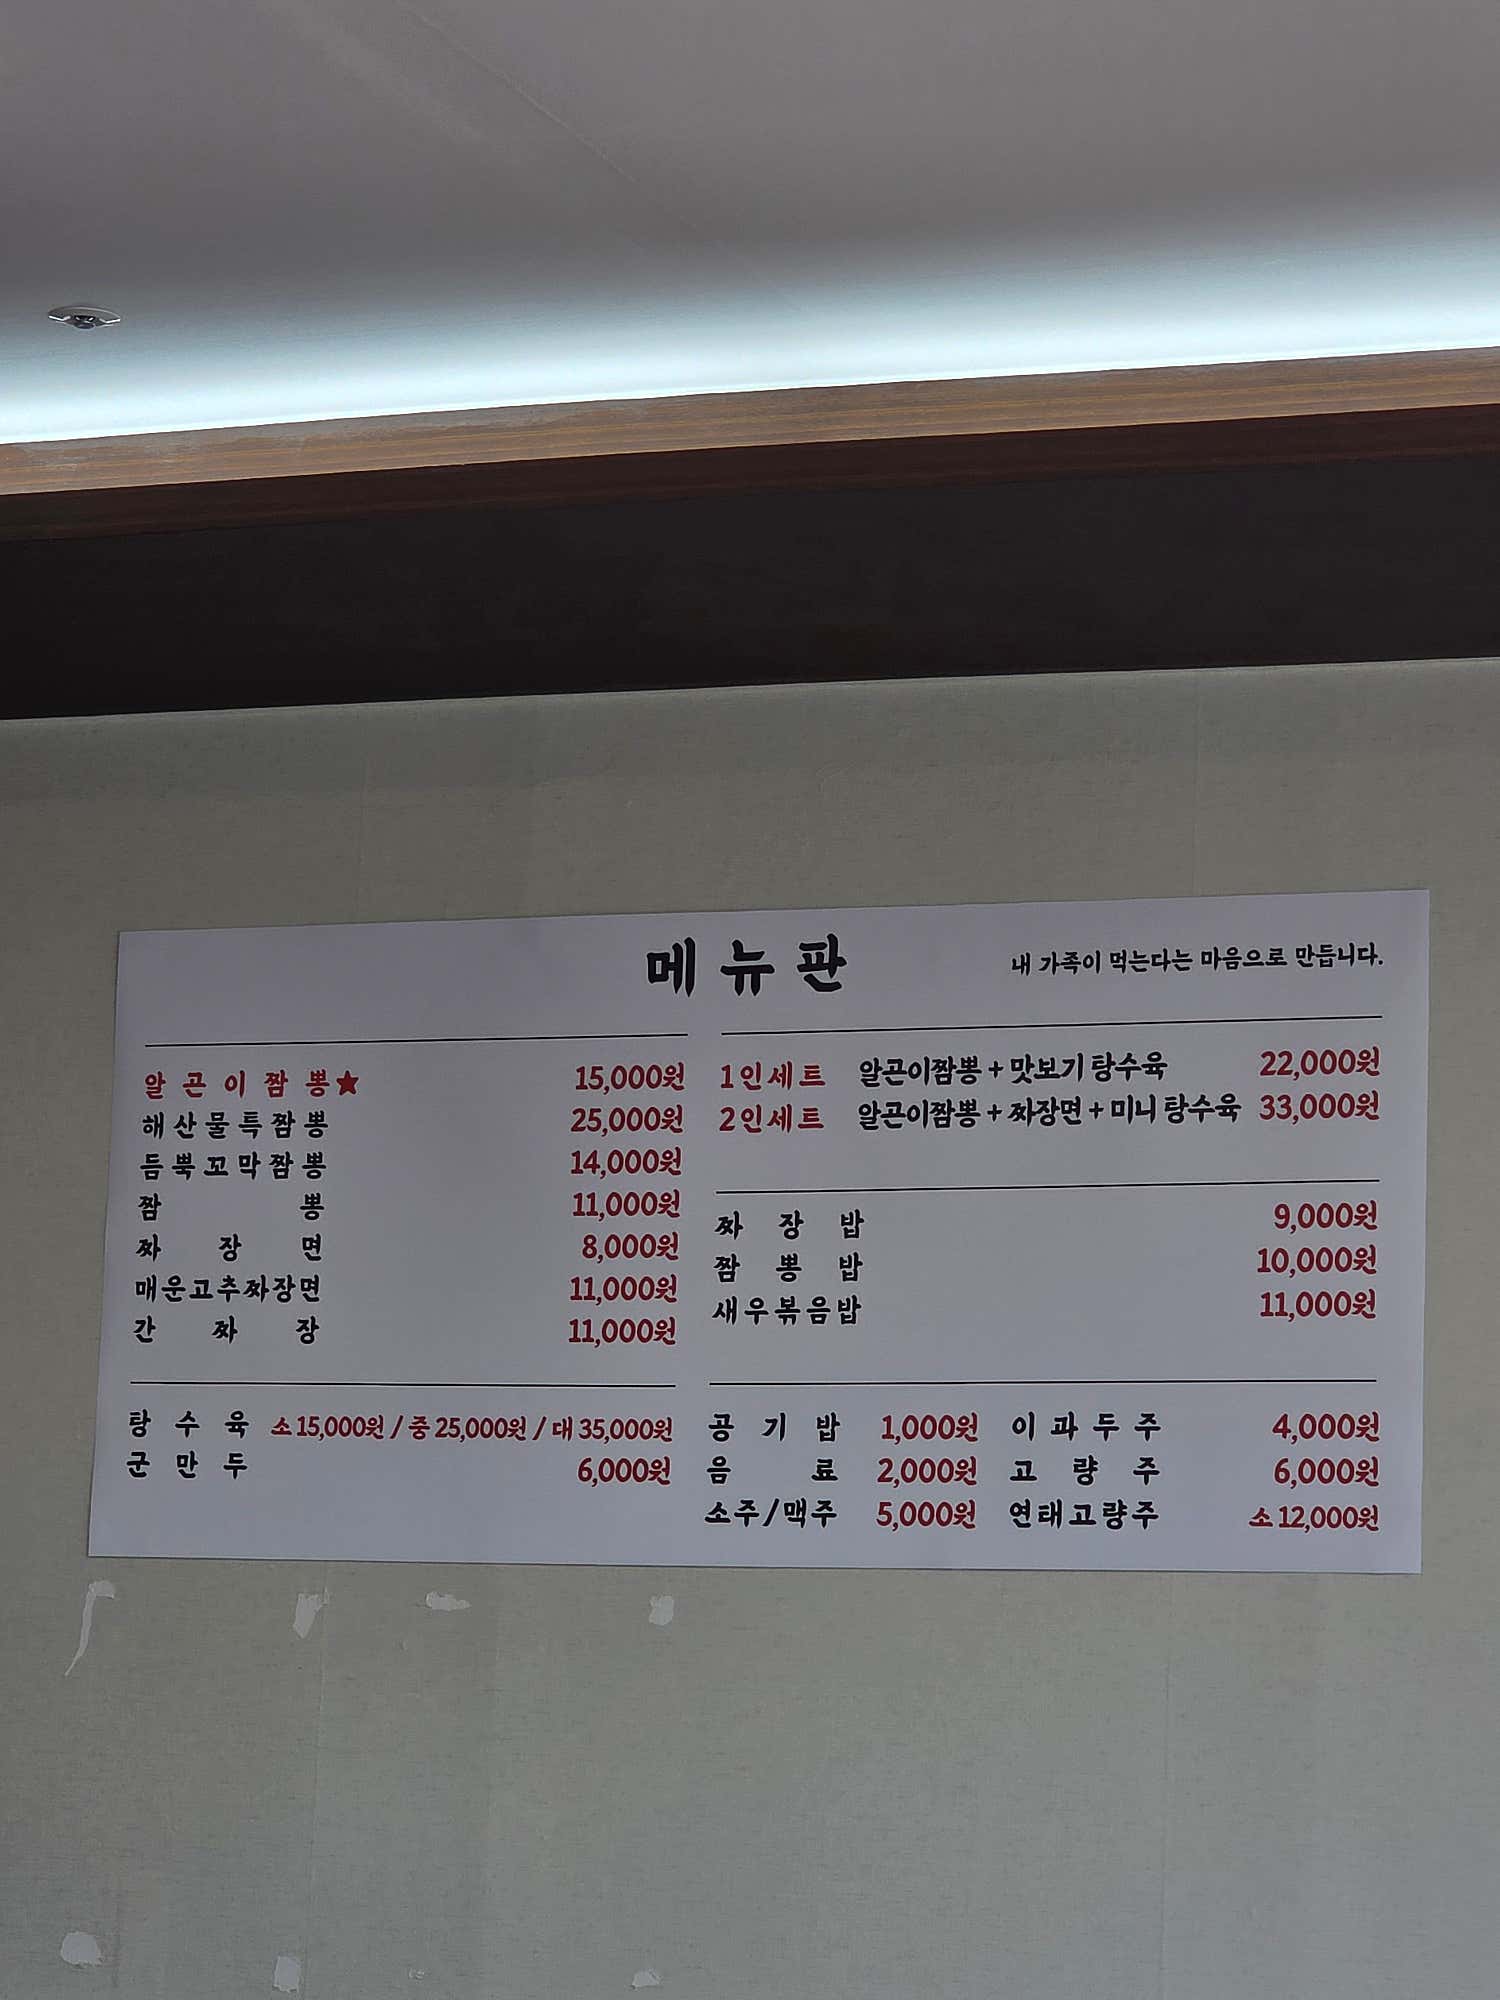 메뉴판
내 가족이 먹는다는 마음으로 만듭니다.
알곤이짬뽕★ 15,000원
해산물특짬뽕 25,000원
듬뿍꼬막짬뽕 14,000원
짬뽕 11,000원
짜장면 8,000원
매운고추짜장면 11,000원
간짜장 11,000원
탕수육 소 15,000원 / 중 25,000원 / 대 35,000원
군만두 6,000원
1인세트 알곤이짬뽕 + 맛보기 탕수육 22,000원
2인세트 알곤이짬뽕 + 짜장면 + 미니 탕수육 33,000원
짜장밥 9,000원
짬뽕밥 10,000원
새우볶음밥 11,000원
공기밥 1,000원 이과두주 4,000원
음료 2,000원 고량주 6,000원
소주/맥주 5,000원 연태고량주 소 12,000원